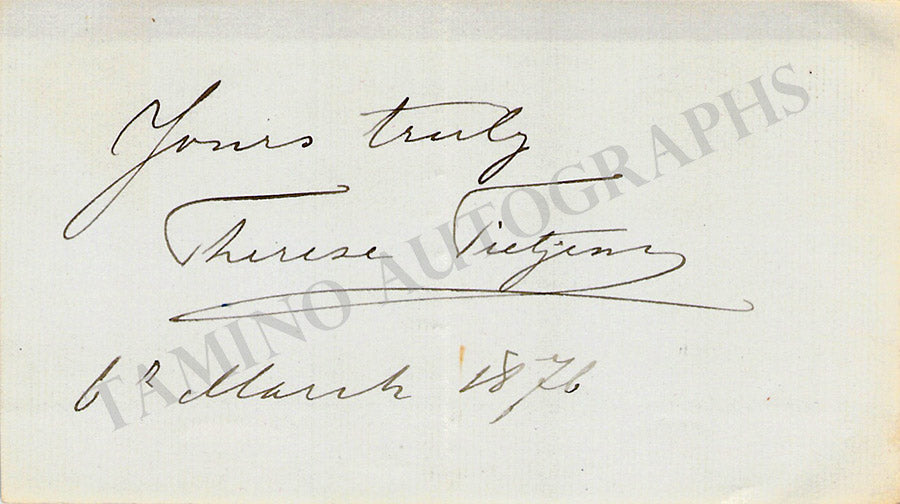 Yours truly
Therese Tietjens
6 March 1876
TAMINO AUTOGRAPHS